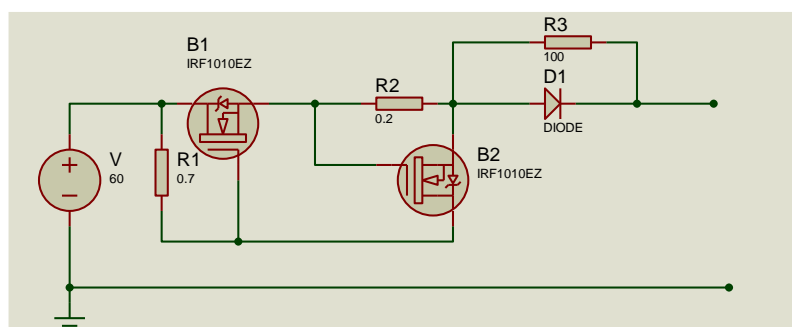 R3
100
B1
IRF1010EZ
R2
0.2
D1
DIODE
V
60
R1
0.7
B2
IRF1010EZ